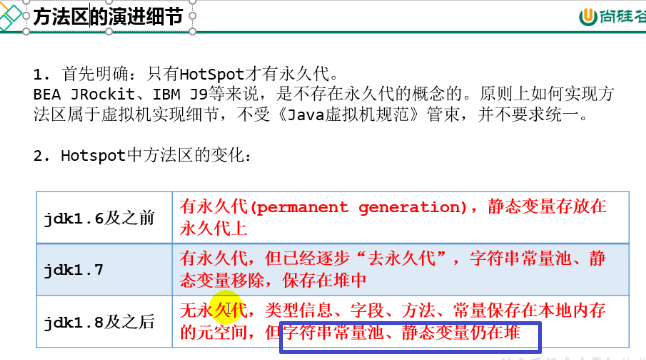 方法区的演进细节
尚硅谷
1. 首先明确：只有HotSpot才有永久代。
BEA JRockit、IBM J9等来说，是不存在永久代的概念的。原则上如何实现方
法区属于虚拟机实现细节，不受《Java虚拟机规范》管束，并不要求统一。
2. Hotspot中方法区的变化：
jdk1.6及之前
有永久代(permanent generation)，静态变量存放在
永久代上
jdk1.7
有永久代，但已经逐步“去永久代”，字符串常量池、静
态变量移除，保存在堆中
jdk1.8及之后
无永久代，类型信息、字段、方法、常量保存在本地内存
的元空间，但字符串常量池、静态变量仍在堆